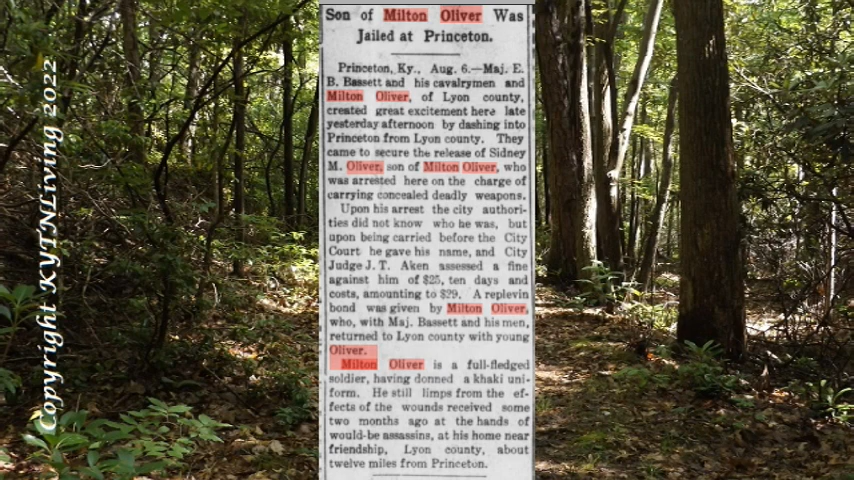 Son of Milton Oliver Was
Jailed at Princeton.
Princeton, Ky., Aug. 6.—Maj. E.
B. Bassett and his cavalrymen and
Milton Oliver, of Lyon county,
created great excitement here late
yesterday afternoon by dashing into
Princeton from Lyon county. They
came to secure the release of Sidney
M. Oliver, son of Milton Oliver, who
was arrested here on the charge of
carrying concealed deadly weapons.
Upon his arrest the city authori-
ties did not know who he was, but
upon being carried before the City
Court he gave his name, and City
Judge J. T. Aken assessed a fine
against him of $25, ten days and
costs, amounting to $29. A replevin
bond was given by Milton Oliver,
who, with Maj. Bassett and his men,
returned to Lyon county with young
Oliver.
Milton Oliver is a full-fledged
soldier, having donned a khaki uni-
form. He still limps from the ef-
fects of the wounds received some
two months ago at the hands of
would-be assassins, at his home near
friendship, Lyon county, about
twelve miles from Princeton.
Copyright KYTNLiving 2022